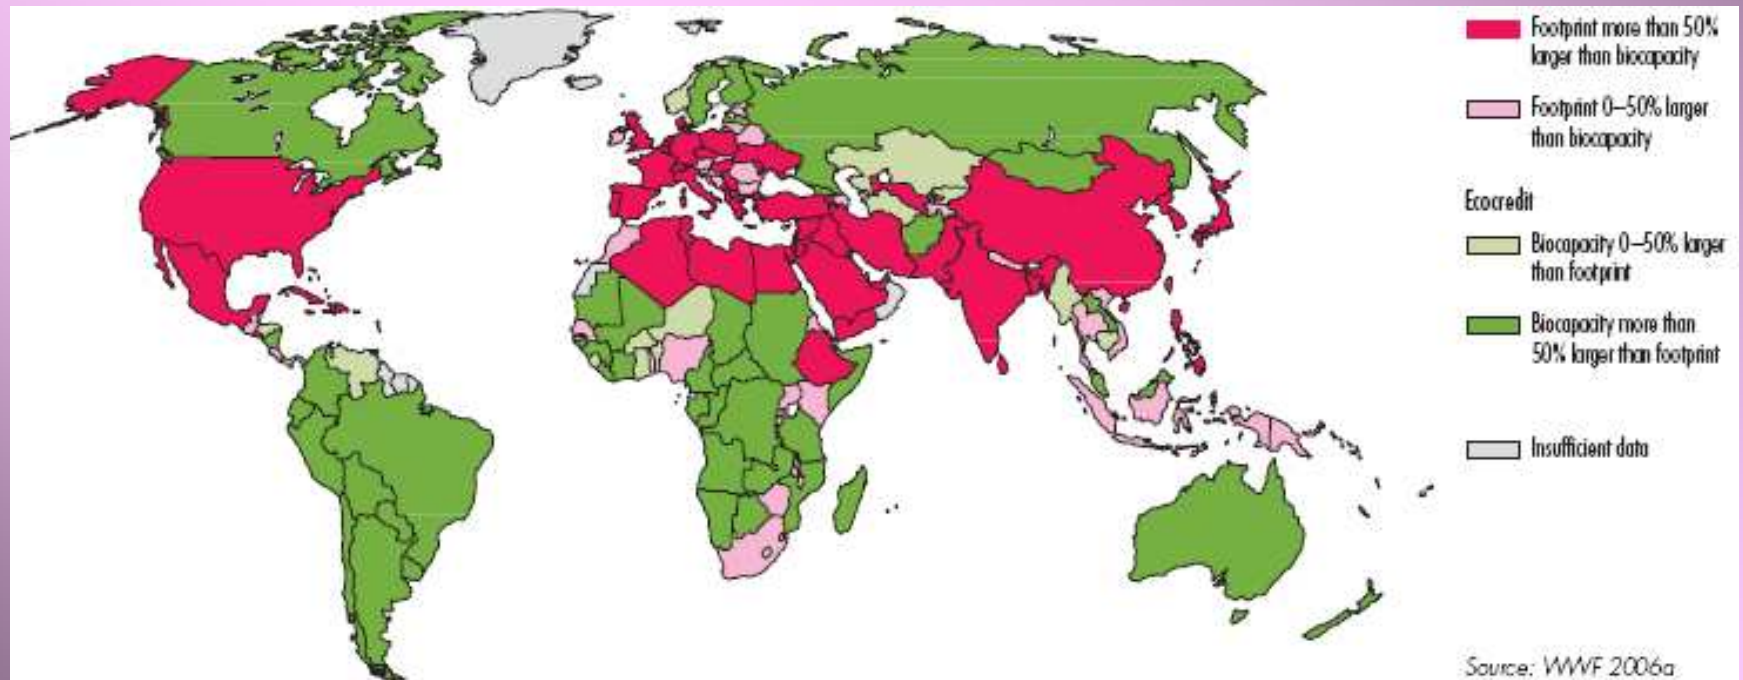 Footprint more than 50%
larger than biocapacity
Footprint 0–50% larger
than biocapacity
Ecocredit
Biocapacity 0–50% larger
than footprint
Biocapacity more than
50% larger than footprint
Insufficient data
Source: WWF 2006a